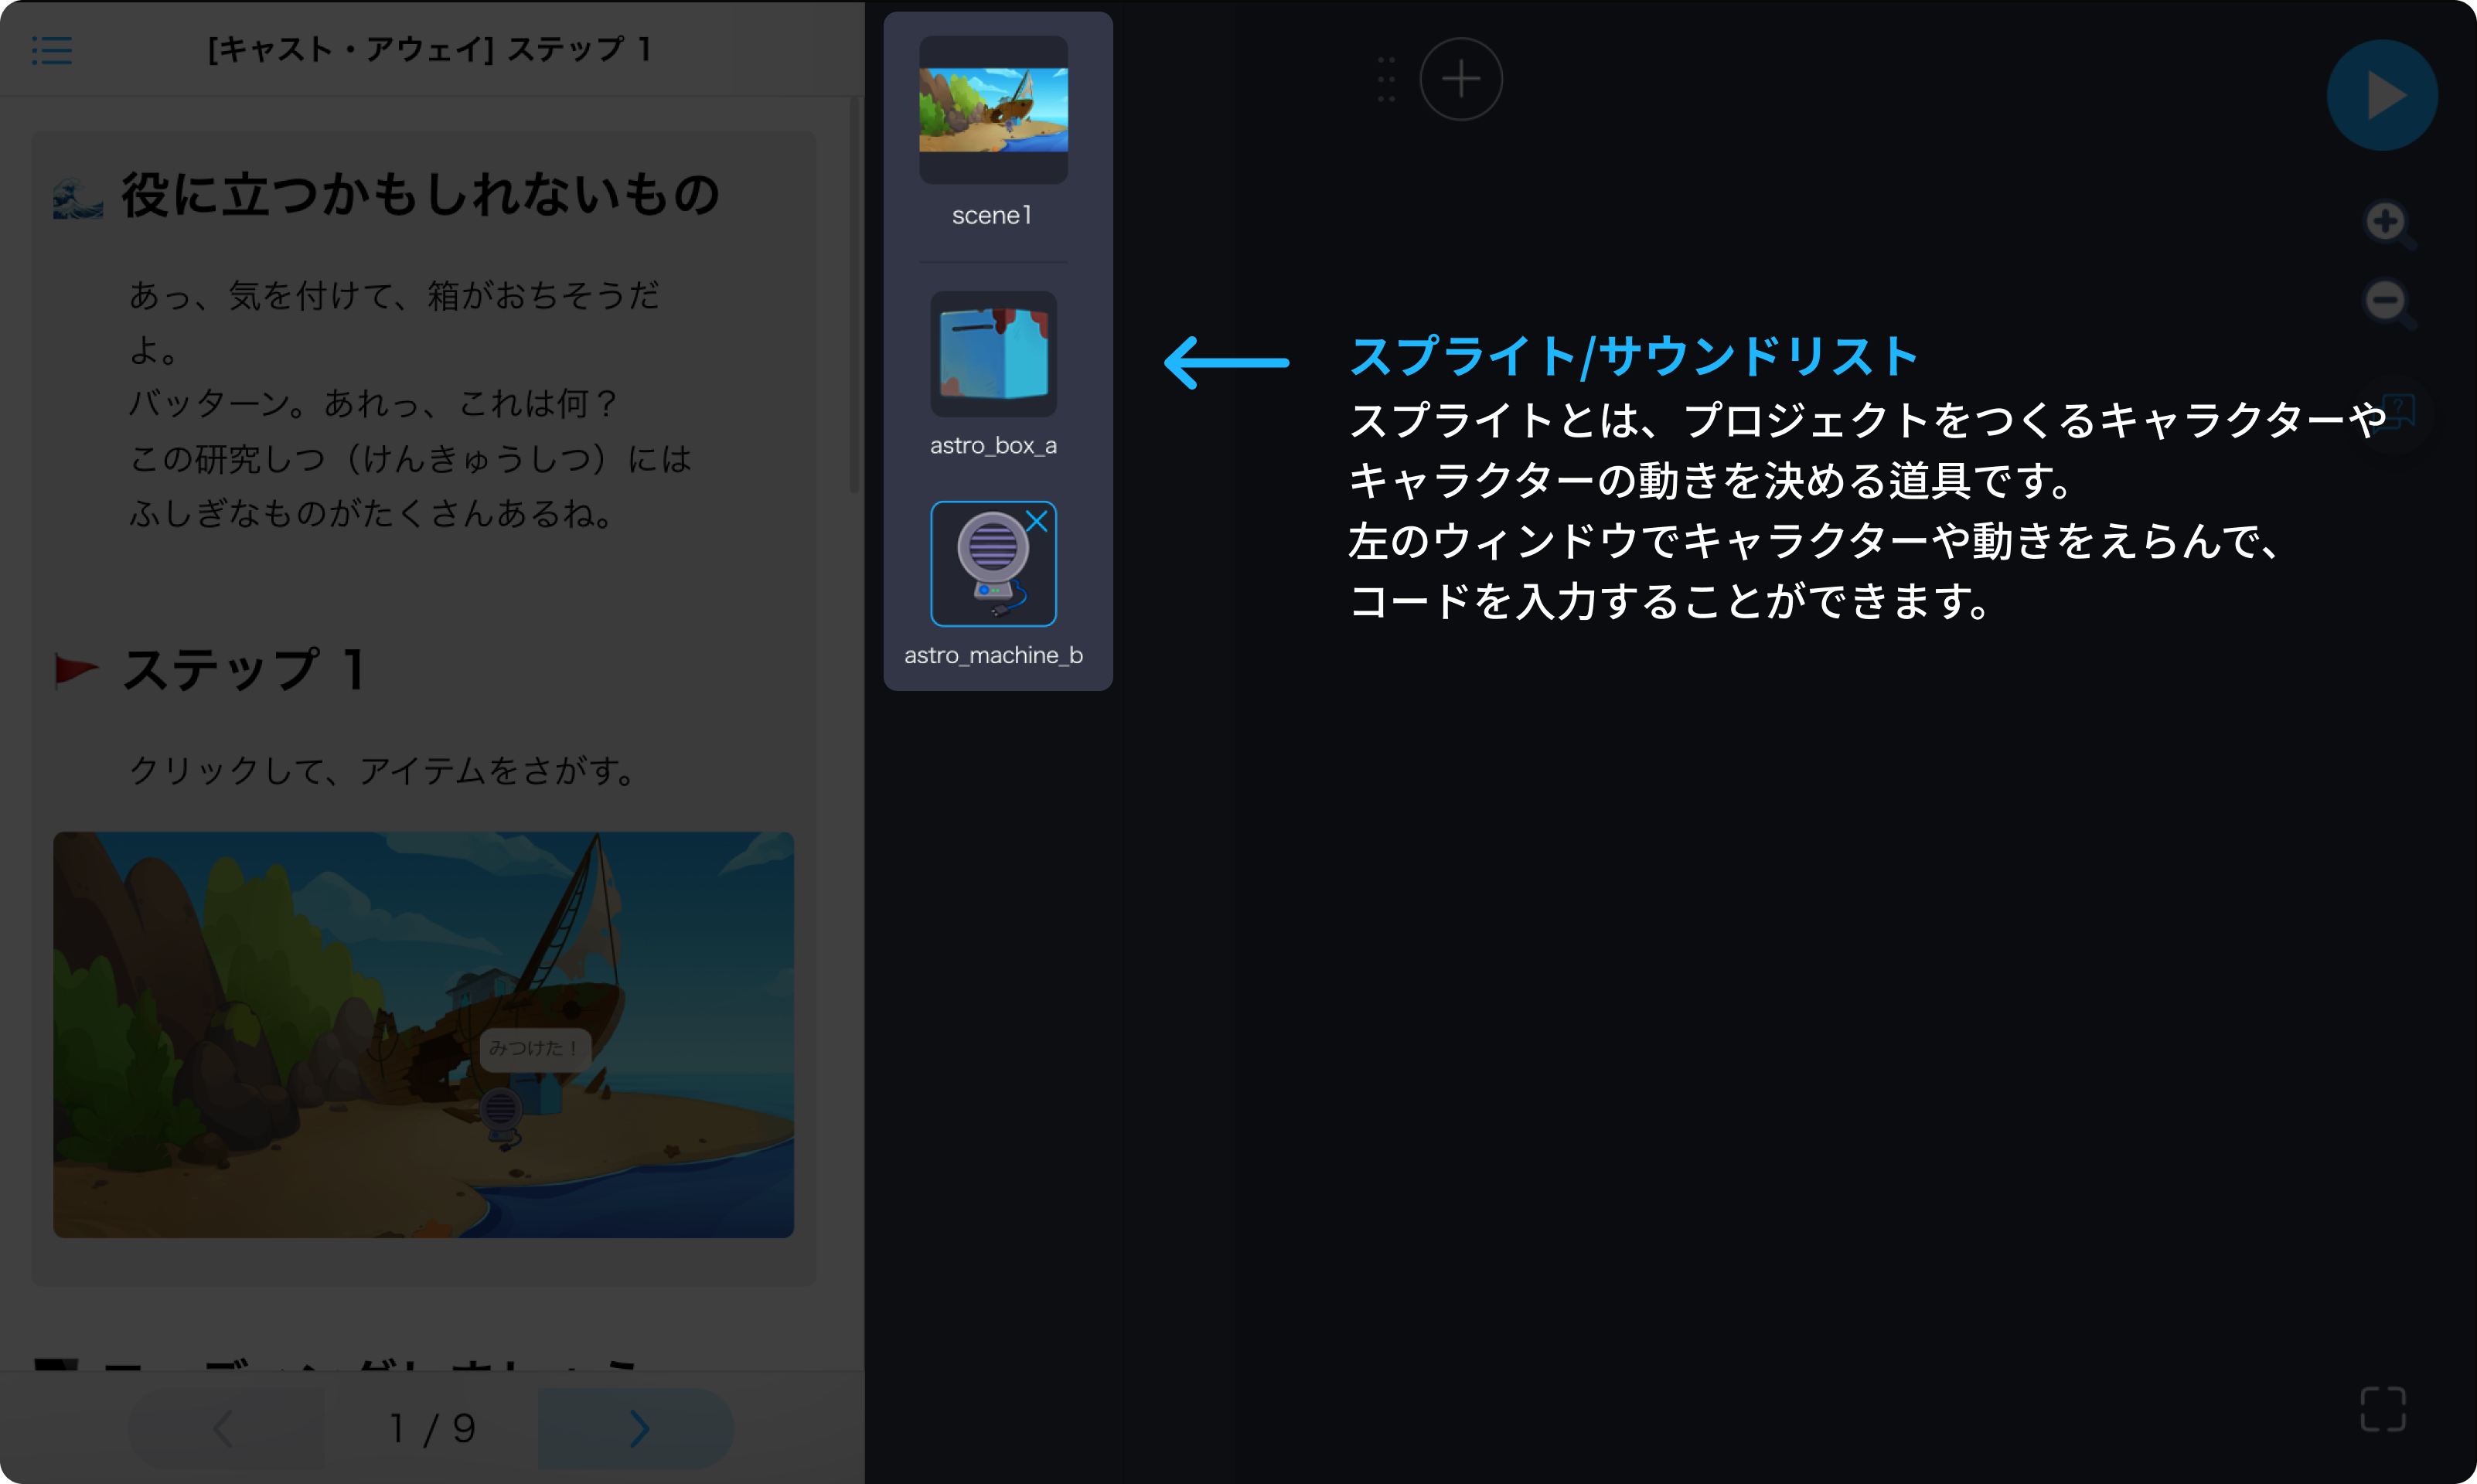 [キャスト・アウェイ] ステップ 1
役に立つかもしれないもの
あっ、気を付けて、箱がおちそうだ
よ。
バッターン。あれっ、これは何？
この研究しつ（けんきゅうしつ）には
ふしぎなものがたくさんあるね。
ステップ 1
クリックして、アイテムをさがす。
みつけた！
1 / 9
scene1
astro_box_a
astro_machine_b
スプライト/サウンドリスト
スプライトとは、プロジェクトをつくるキャラクターや
キャラクターの動きを決める道具です。
左のウィンドウでキャラクターや動きをえらんで、
コードを入力することができます。